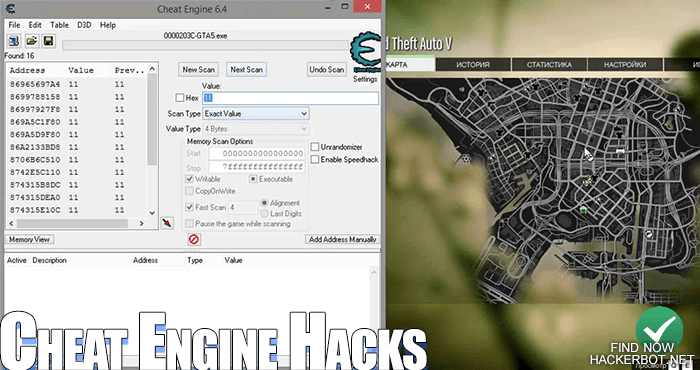 Cheat Engine 6.4
File Edit Table D3D Help
0000203C-GTA5.exe
Found: 16
Address Value Prev..
86965697A4 11 11
8699788158 11 11
86997927F8 11 11
869A5C1F80 11 11
869A5D9F80 11 11
86A2133BD8 11 11
8706B6C510 11 11
8742E5C110 11 11
874315B8DC 11 11
874315DEA0 11 11
874315E10C 11 11
New Scan Next Scan Undo Scan
Settings
Value:
Hex 11
Scan Type Exact Value
Value Type 4 Bytes
Memory Scan Options
Start 0000000000000000
Stop 7fffffffffffffff
Writable Executable
CopyOnWrite
Fast Scan 4 Alignment
Last Digits
Pause the game while scanning
Unrandomizer
Enable Speedhack
Memory View Add Address Manually
Active Description Address Type Value
d Theft Auto V
КАРТА ИСТОРИЯ СТАТИСТИКА НАСТРОЙКИ
Cheat Engine Hacks
FIND NOW
HACKERBOT.NET